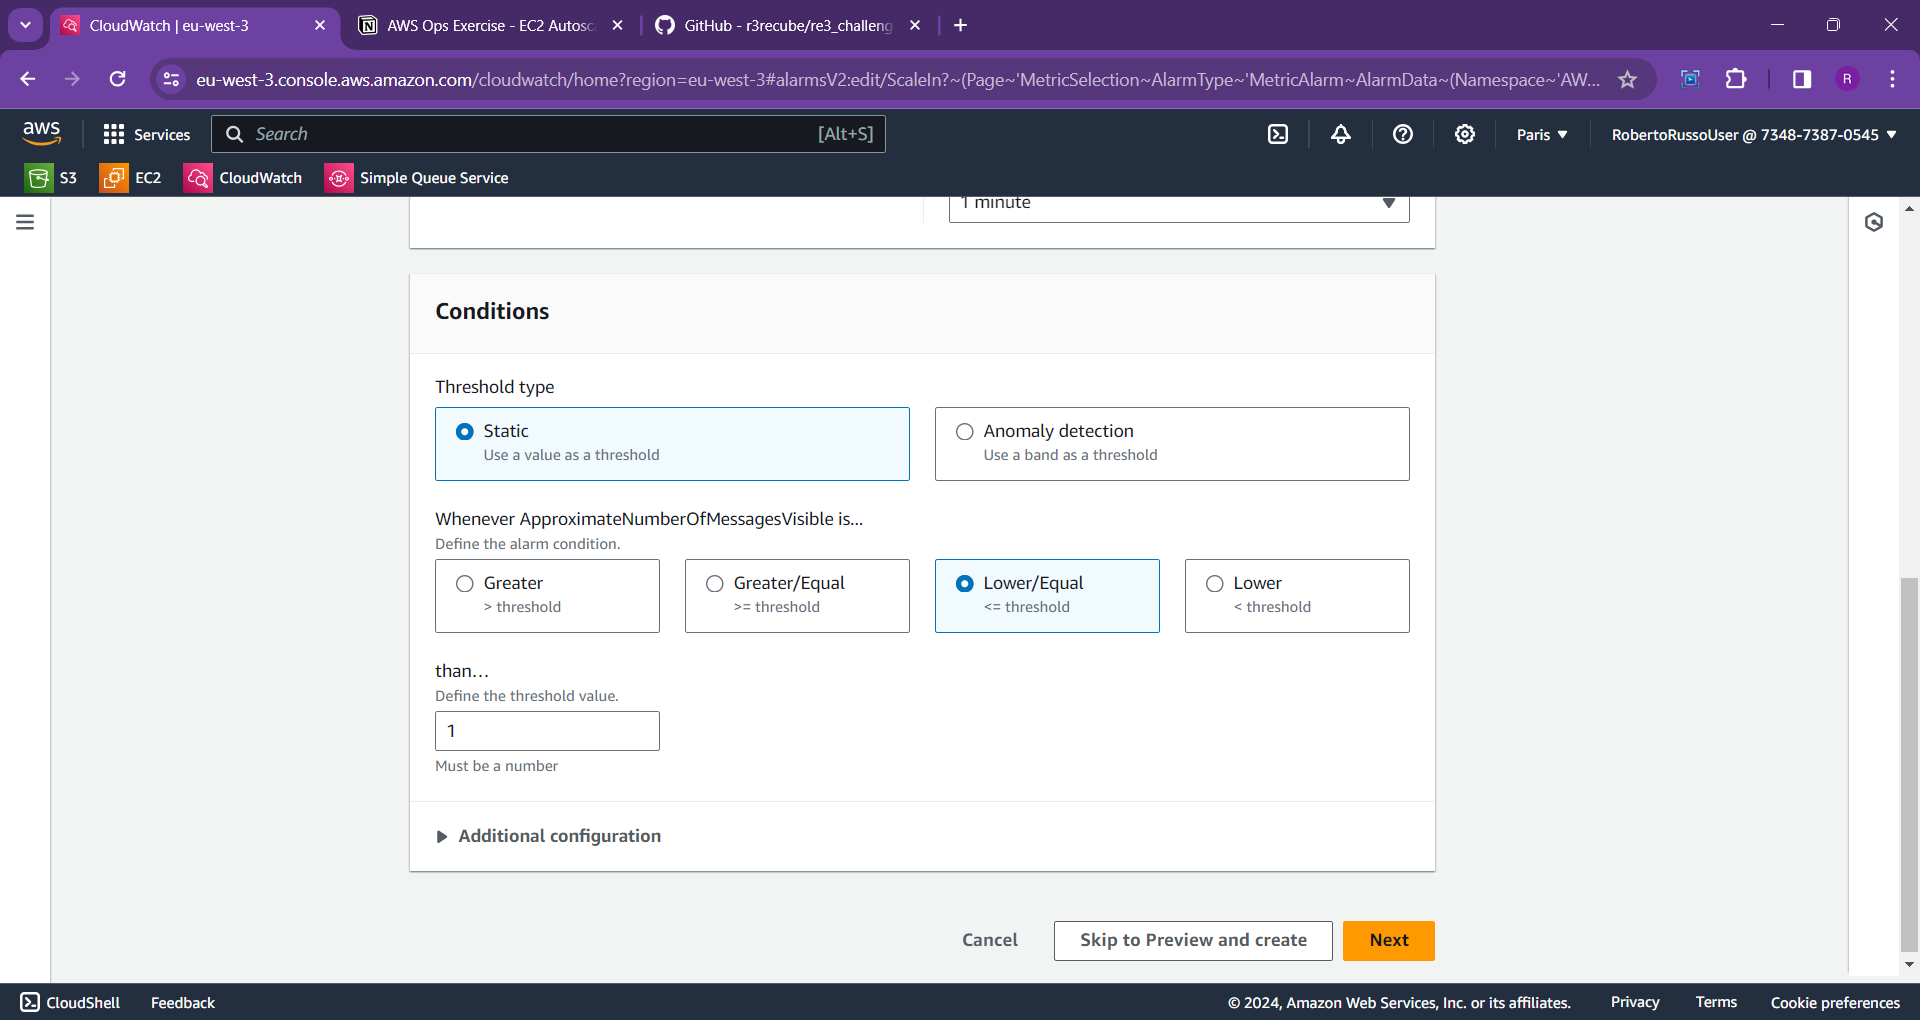 CloudWatch | eu-west-3
AWS Ops Exercise - EC2 Autosc
GitHub - r3recube/re3_challeng
eu-west-3.console.aws.amazon.com/cloudwatch/home?region=eu-west-3#alarmsV2:edit/ScaleIn?~(Page~'MetricSelection~AlarmType~'MetricAlarm~AlarmData~(Namespace~'AW...
R
aws
Services
Search
[Alt+S]
Paris
RobertoRussoUser @ 7348-7387-0545
S3
EC2
CloudWatch
Simple Queue Service
1 minute
Conditions
Threshold type
Static
Use a value as a threshold
Anomaly detection
Use a band as a threshold
Whenever ApproximateNumberOfMessagesVisible is...
Define the alarm condition.
Greater
> threshold
Greater/Equal
>= threshold
Lower/Equal
<= threshold
Lower
< threshold
than...
Define the threshold value.
1
Must be a number
Additional configuration
Cancel
Skip to Preview and create
Next
CloudShell
Feedback
© 2024, Amazon Web Services, Inc. or its affiliates.
Privacy
Terms
Cookie preferences